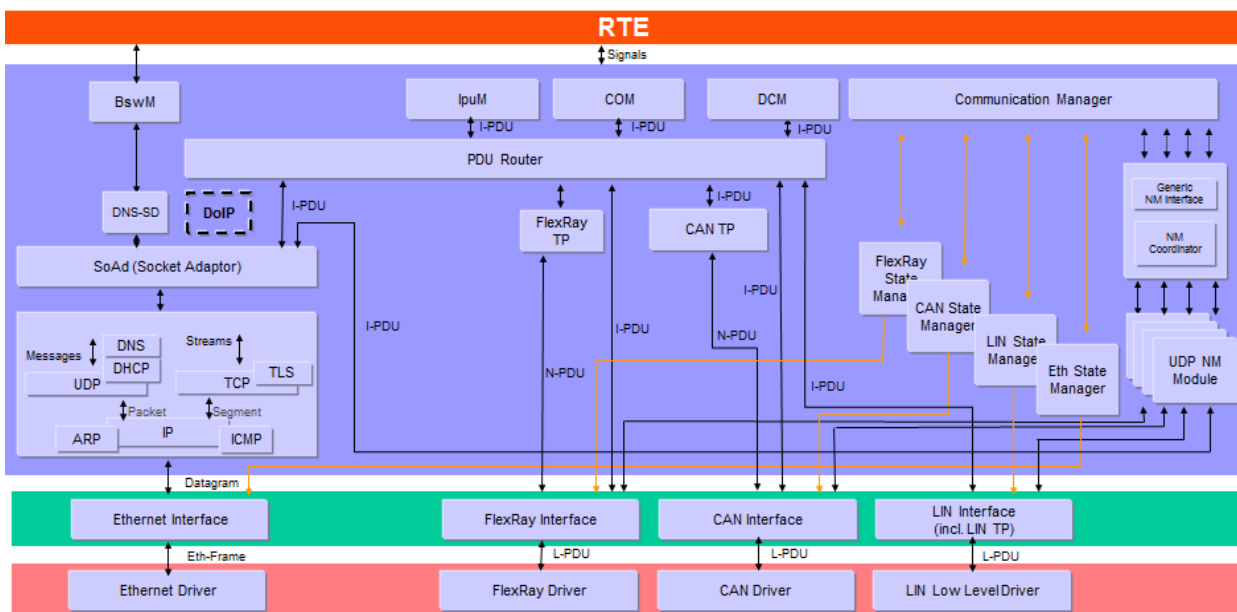 RTE
Signals
BswM
IpuM
COM
DCM
Communication Manager
I-PDU
I-PDU
I-PDU
PDU Router
DNS-SD
DoIP
I-PDU
I-PDU
I-PDU
FlexRay
TP
CAN TP
Generic
NM Interface
NM
Coordinator
SoAd (Socket Adaptor)
FlexRay
State
Manager
CAN State
Manager
LIN State
Manager
Eth State
Manager
UDP NM
Module
I-PDU
I-PDU
N-PDU
N-PDU
I-PDU
Messages
DNS
DHCP
UDP
Streams
TLS
TCP
Packet
Segment
ARP
IP
ICMP
Datagram
Ethernet Interface
FlexRay Interface
CAN Interface
LIN Interface
(incl. LIN TP)
Eth-Frame
L-PDU
L-PDU
L-PDU
Ethernet Driver
FlexRay Driver
CAN Driver
LIN Low Level Driver